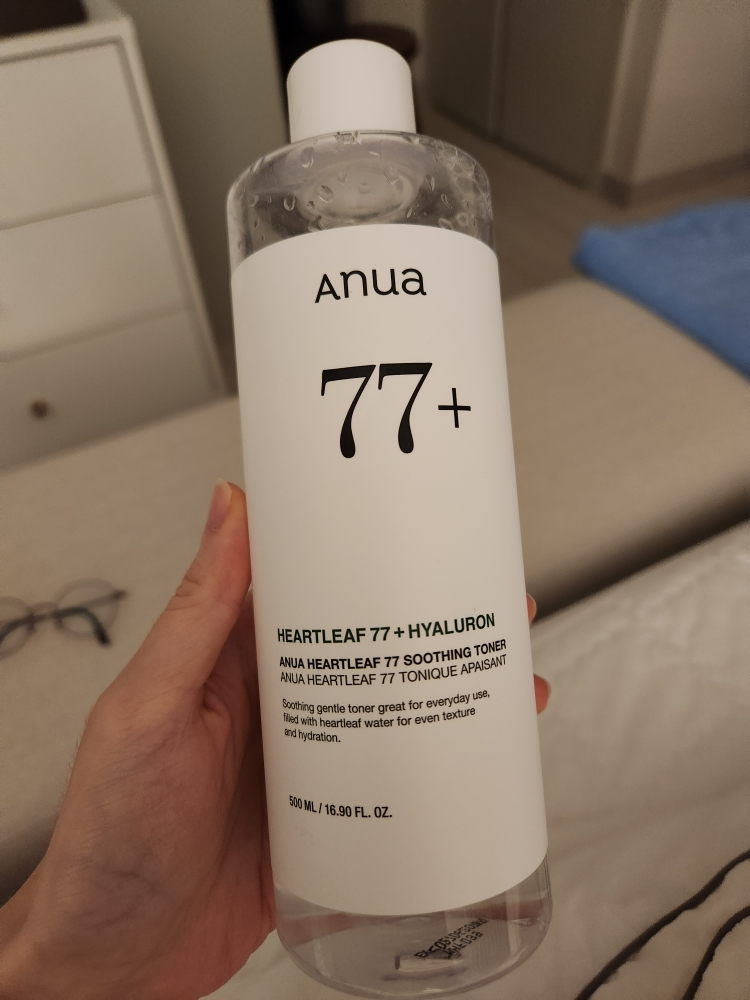 Anua
77+
HEARTLEAF 77 + HYALURON
ANUA HEARTLEAF 77 SOOTHING TONER
ANUA HEARTLEAF 77 TONIQUE APAISANT
Soothing gentle toner great for everyday use,
filled with heartleaf water for even texture
and hydration.
500 ML / 16.90 FL. OZ.